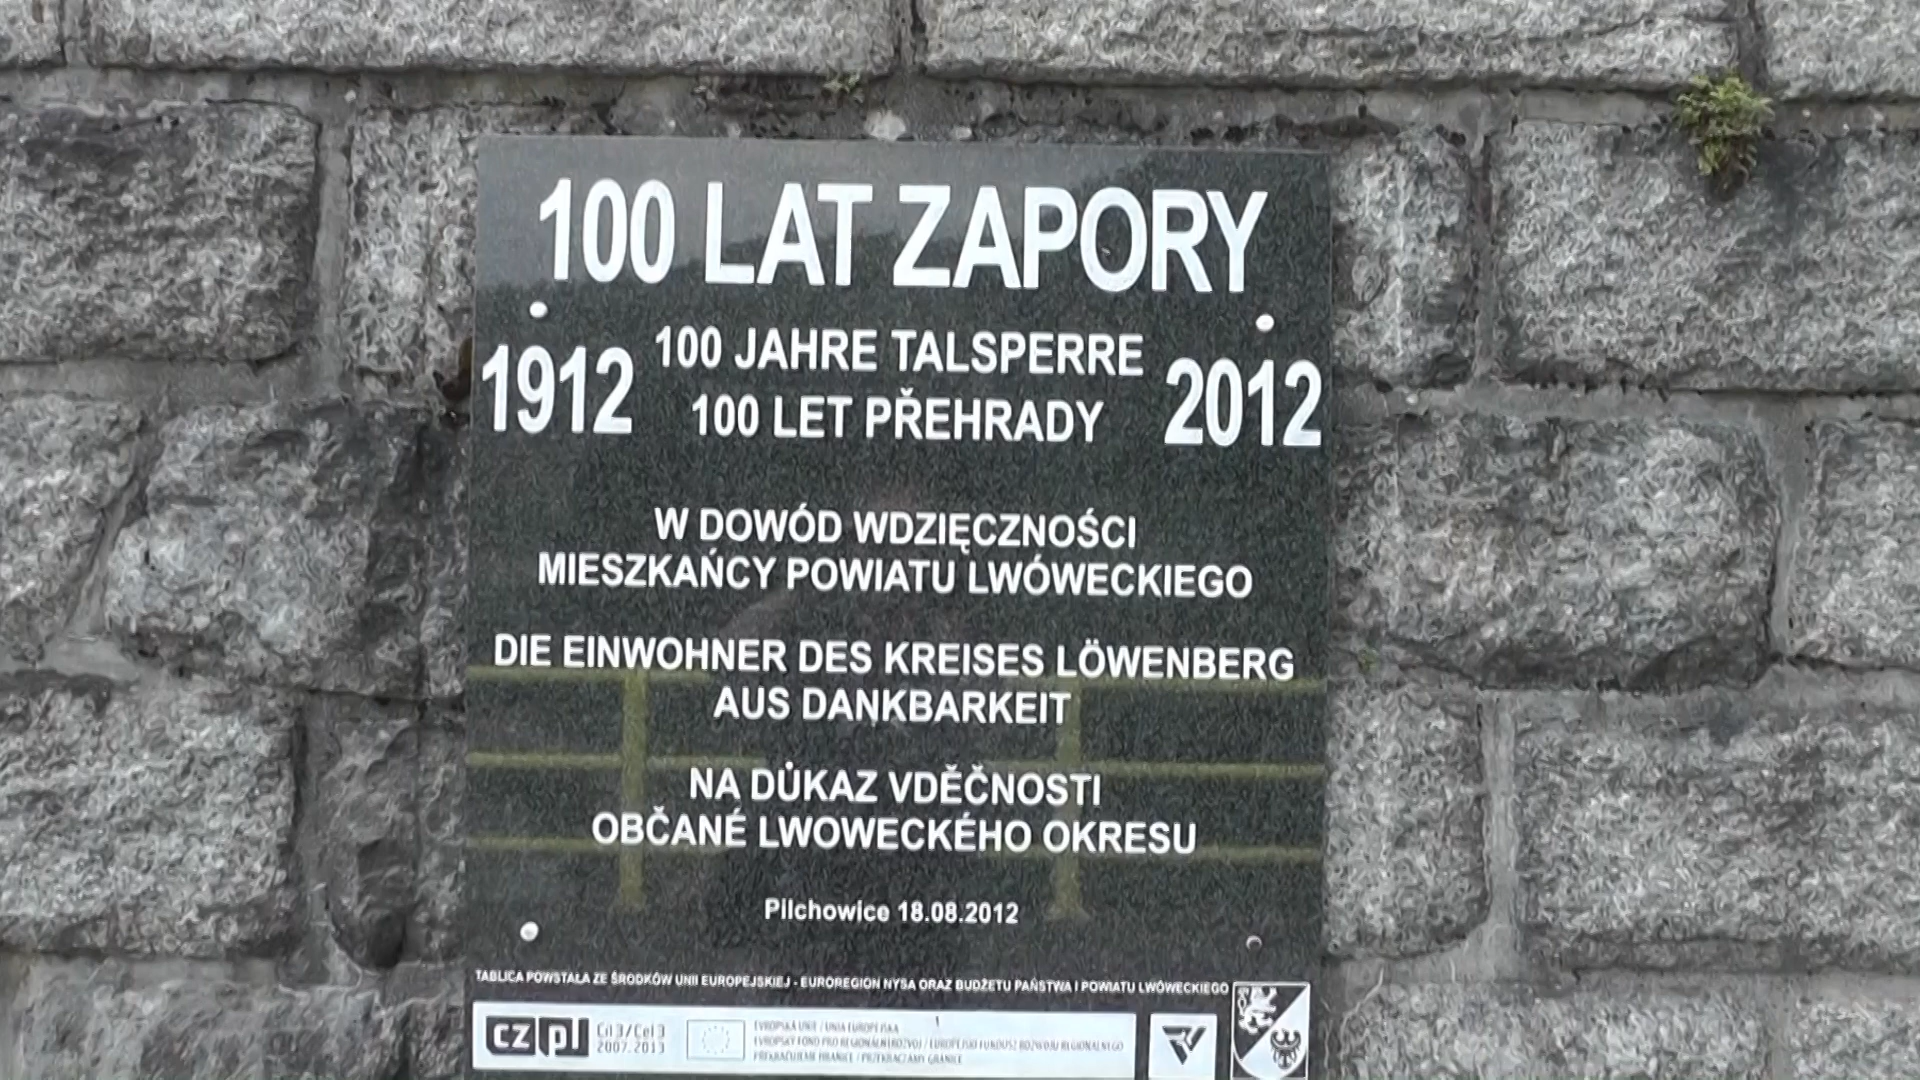 100 LAT ZAPORY
1912 100 JAHRE TALSPERRE 2012
100 LET PŘEHRADY
W DOWÓD WDZIĘCZNOŚCI
MIESZKAŃCY POWIATU LWÓWECKIEGO
DIE EINWOHNER DES KREISES LÖWENBERG
AUS DANKBARKEIT
NA DŮKAZ VDĚČNOSTI
OBČANÉ LWOWECKÉHO OKRESU
Pilchowice 18.08.2012
TABLICA POWSTAŁA ZE ŚRODKÓW UNII EUROPEJSKIEJ - EUROREGION NYSA ORAZ BUDŻETU PAŃSTWA I POWIATU LWÓWECKIEGO
cz pl
Cíl 3/Cel 3
2007.2013
EVROPSKÁ UNIE / UNIA EUROPEJSKA
EVROPSKÝ FOND PRO REGIONÁLNÍ ROZVOJ / EUROPEJSKI FUNDUSZ ROZWOJU REGIONALNEGO
PŘEKRAČUJEME HRANICE / PRZEKRACZAMY GRANICE